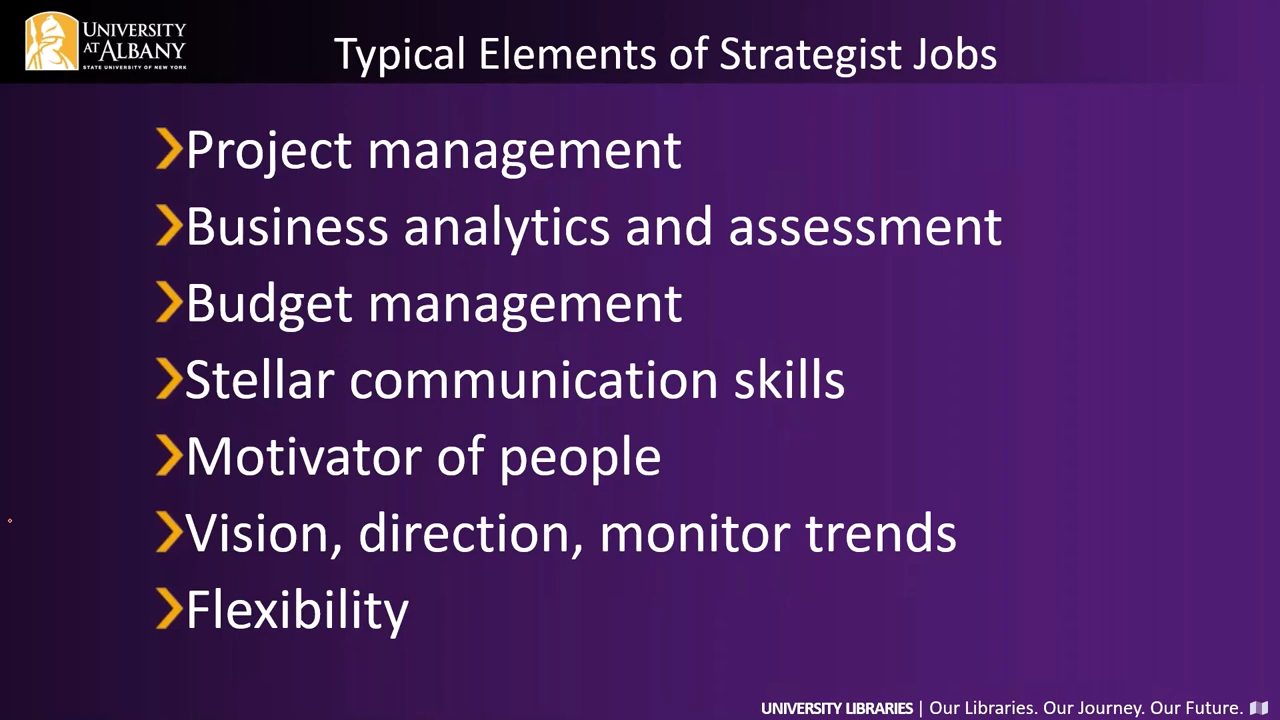 UNIVERSITY
AT ALBANY
STATE UNIVERSITY OF NEW YORK
Typical Elements of Strategist Jobs
Project management
Business analytics and assessment
Budget management
Stellar communication skills
Motivator of people
Vision, direction, monitor trends
Flexibility
UNIVERSITY LIBRARIES | Our Libraries. Our Journey. Our Future.